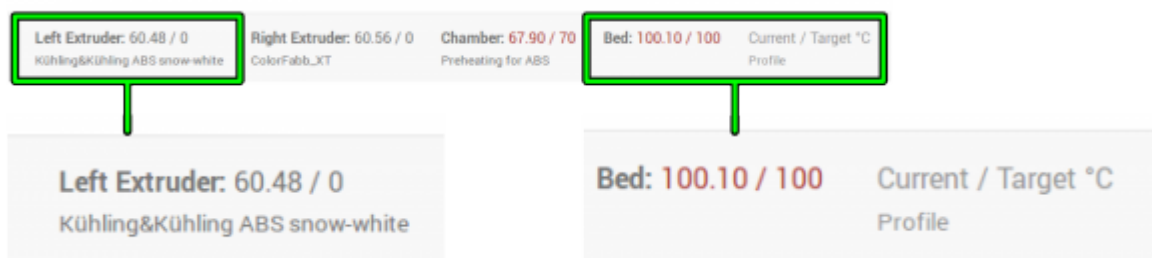 Left Extruder: 60.48 / 0 Right Extruder: 60.56 / 0 Chamber: 67.90 / 70 Bed: 100.10 / 100 Current / Target °C
Kühling&Kühling ABS snow-white ColorFabb_XT Preheating for ABS Profile
Left Extruder: 60.48 / 0
Kühling&Kühling ABS snow-white
Bed: 100.10 / 100 Current / Target °C
Profile